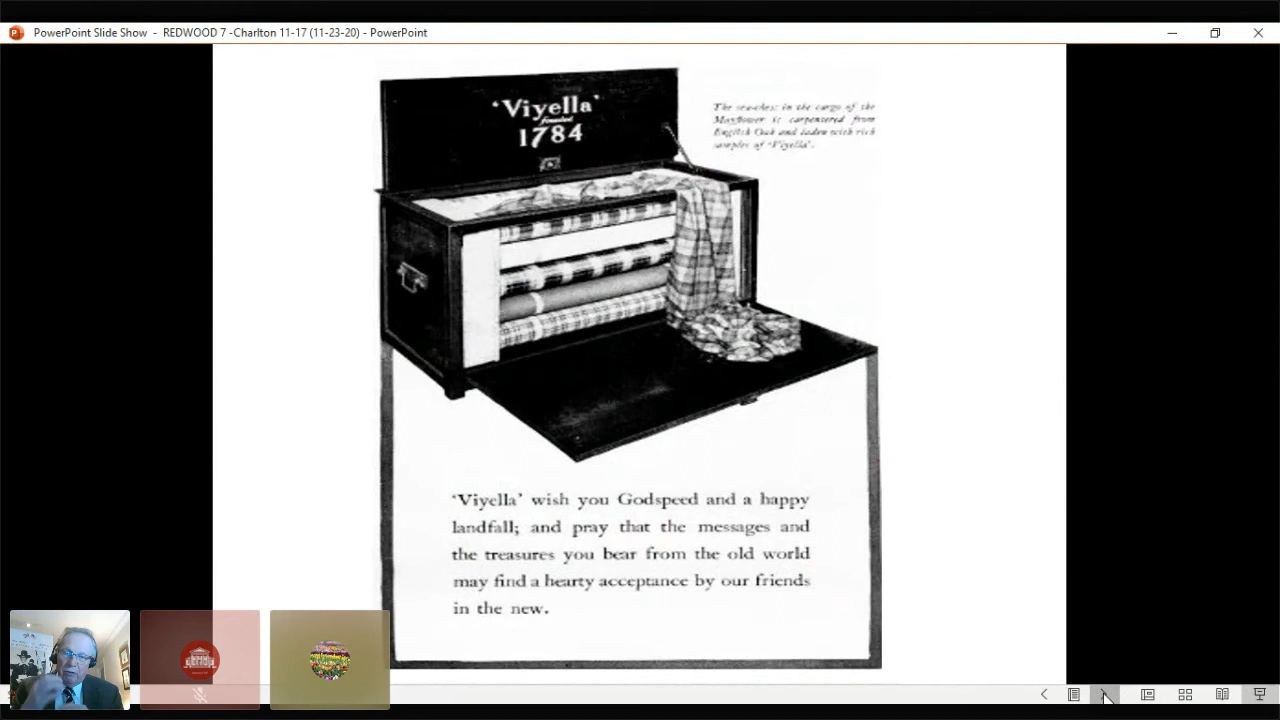 PowerPoint Slide Show - REDWOOD 7 -Charlton 11-17 (11-23-20) - PowerPoint
'Viyella'
founded
1784
The sea-chest in the cargo of the
Mayflower is carpentered from
English Oak and laden with rich
samples of 'Viyella'.
'Viyella' wish you Godspeed and a happy
landfall; and pray that the messages and
the treasures you bear from the old world
may find a hearty acceptance by our friends
in the new.